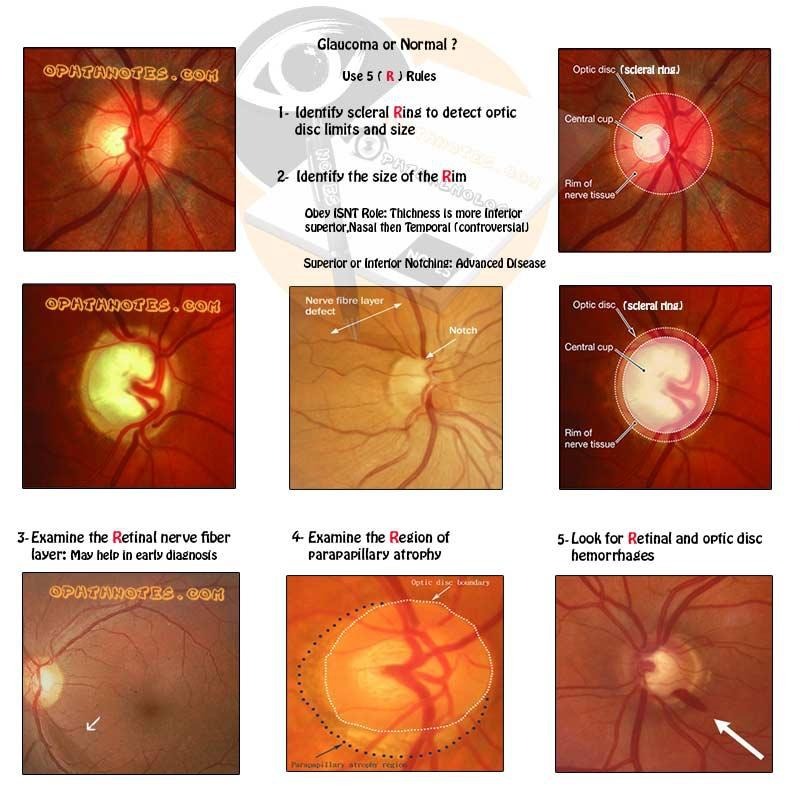 Glaucoma or Normal ?
Use 5 ( R ) Rules
1- Identify scleral Ring to detect optic
disc limits and size
2- Identify the size of the Rim
Obey ISNT Role: Thichness is more Inferior
superior,Nasal then Temporal (controversial)
Superior or Inferior Notching: Advanced Disease
OPHTHNOTES.COM
Optic disc (scleral ring)
Central cup
Rim of
nerve tissue
OPHTHNOTES.COM
Nerve fibre layer
defect
Notch
Optic disc (scleral ring)
Central cup
Rim of
nerve tissue
3- Examine the Retinal nerve fiber
layer: May help in early diagnosis
4- Examine the Region of
parapapillary atrophy
5- Look for Retinal and optic disc
hemorrhages
OPHTHNOTES.COM
Optic disc boundary
Parapapillary atrophy region
NOTES